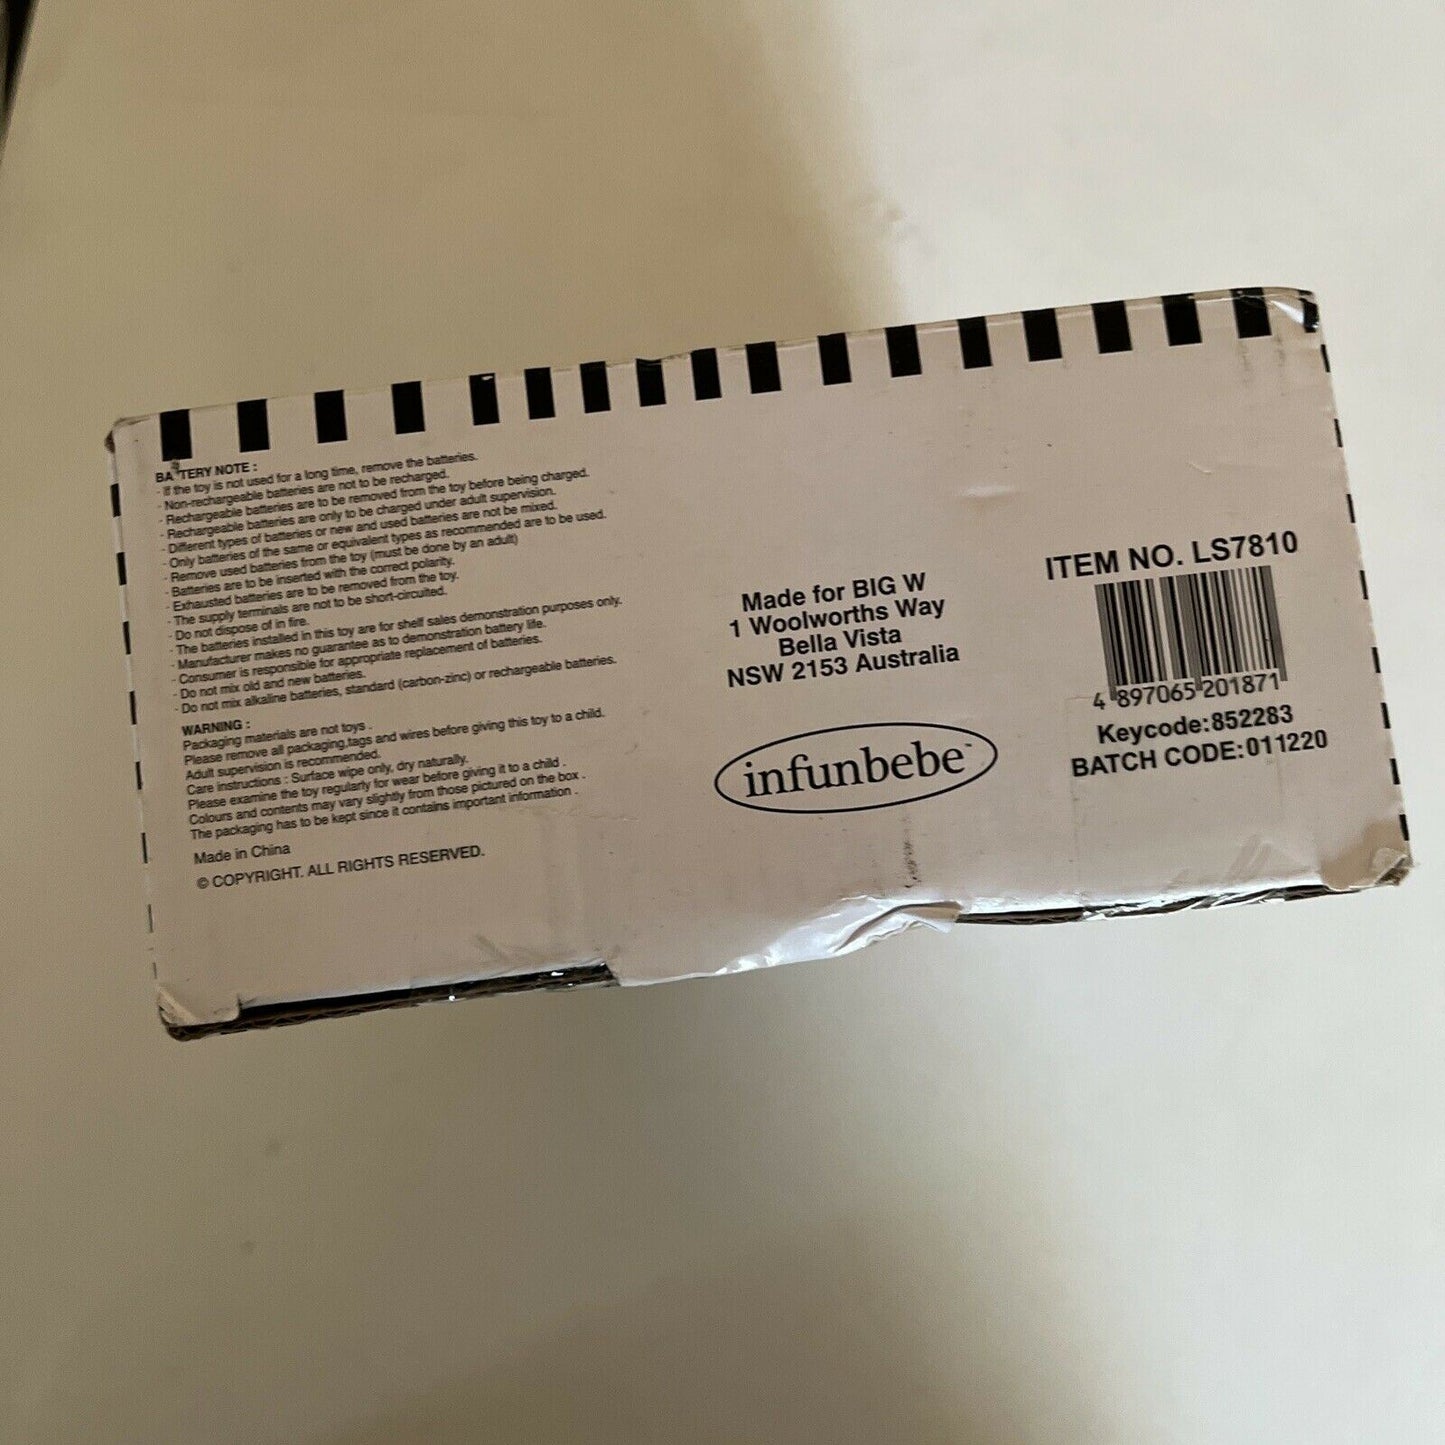 BATTERY NOTE :
- If the toy is not used for a long time, remove the batteries.
- Non-rechargeable batteries are not to be recharged.
- Rechargeable batteries are to be removed from the toy before being charged.
- Rechargeable batteries are only to be charged under adult supervision.
- Different types of batteries or new and used batteries are not be mixed.
- Only batteries of the same or equivalent types as recommended are to be used.
- Remove used batteries from the toy (must be done by an adult)
- Batteries are to be inserted with the correct polarity.
- Exhausted batteries are to be removed from the toy.
- The supply terminals are not to be short-circuited.
- Do not dispose of in fire.
- The batteries installed in this toy are for shelf sales demonstration purposes only.
- Manufacturer makes no guarantee as to demonstration battery life.
- Consumer is responsible for appropriate replacement of batteries.
- Do not mix old and new batteries.
- Do not mix alkaline batteries, standard (carbon-zinc) or rechargeable batteries.
WARNING :
Packaging materials are not toys .
Please remove all packaging,tags and wires before giving this toy to a child.
Adult supervision is recommended.
Care instructions : Surface wipe only, dry naturally.
Please examine the toy regularly for wear before giving it to a child .
Colours and contents may vary slightly from those pictured on the box .
The packaging has to be kept since it contains important information .
Made in China
© COPYRIGHT. ALL RIGHTS RESERVED.
Made for BIG W
1 Woolworths Way
Bella Vista
NSW 2153 Australia
infunbebe™
ITEM NO. LS7810
4 897065 201871
Keycode:852283
BATCH CODE:011220